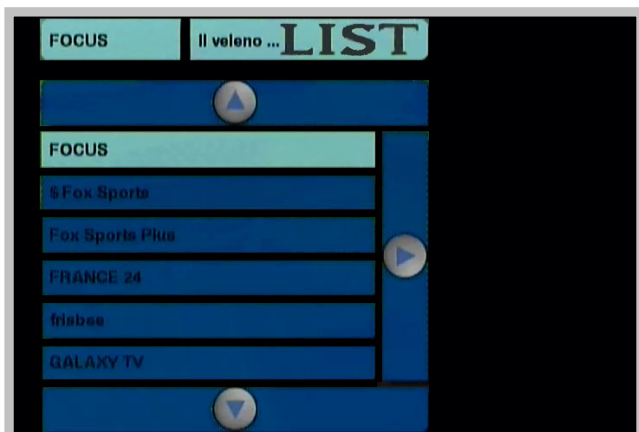 FOCUS
Il veleno ... LIST
FOCUS
$ Fox Sports
Fox Sports Plus
FRANCE 24
frisbee
GALAXY TV